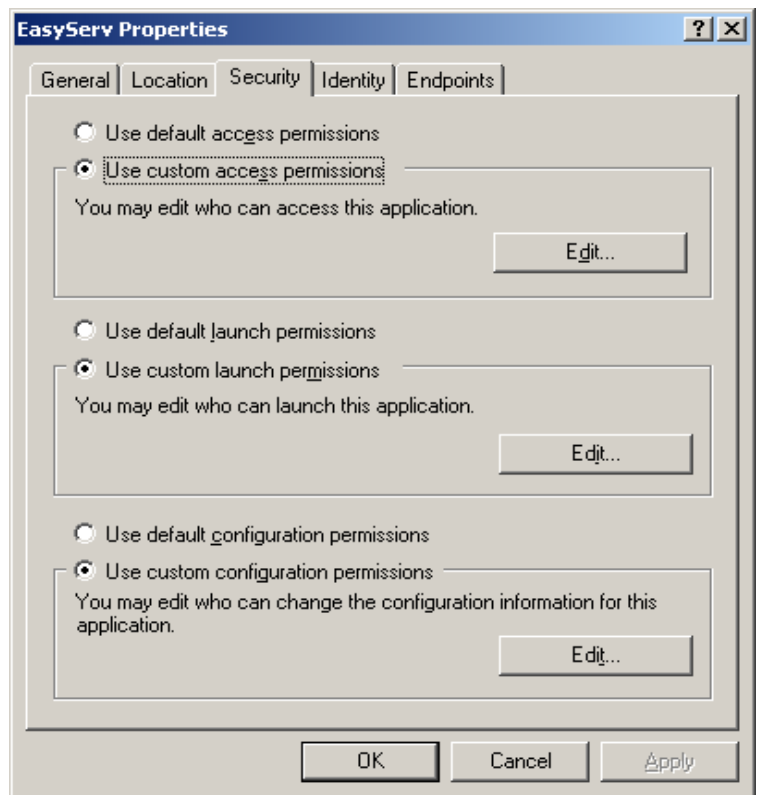 EasyServ Properties
General Location Security Identity Endpoints
Use default access permissions
Use custom access permissions
You may edit who can access this application.
Edit...
Use default launch permissions
Use custom launch permissions
You may edit who can launch this application.
Edit...
Use default configuration permissions
Use custom configuration permissions
You may edit who can change the configuration information for this
application.
Edit...
OK Cancel Apply